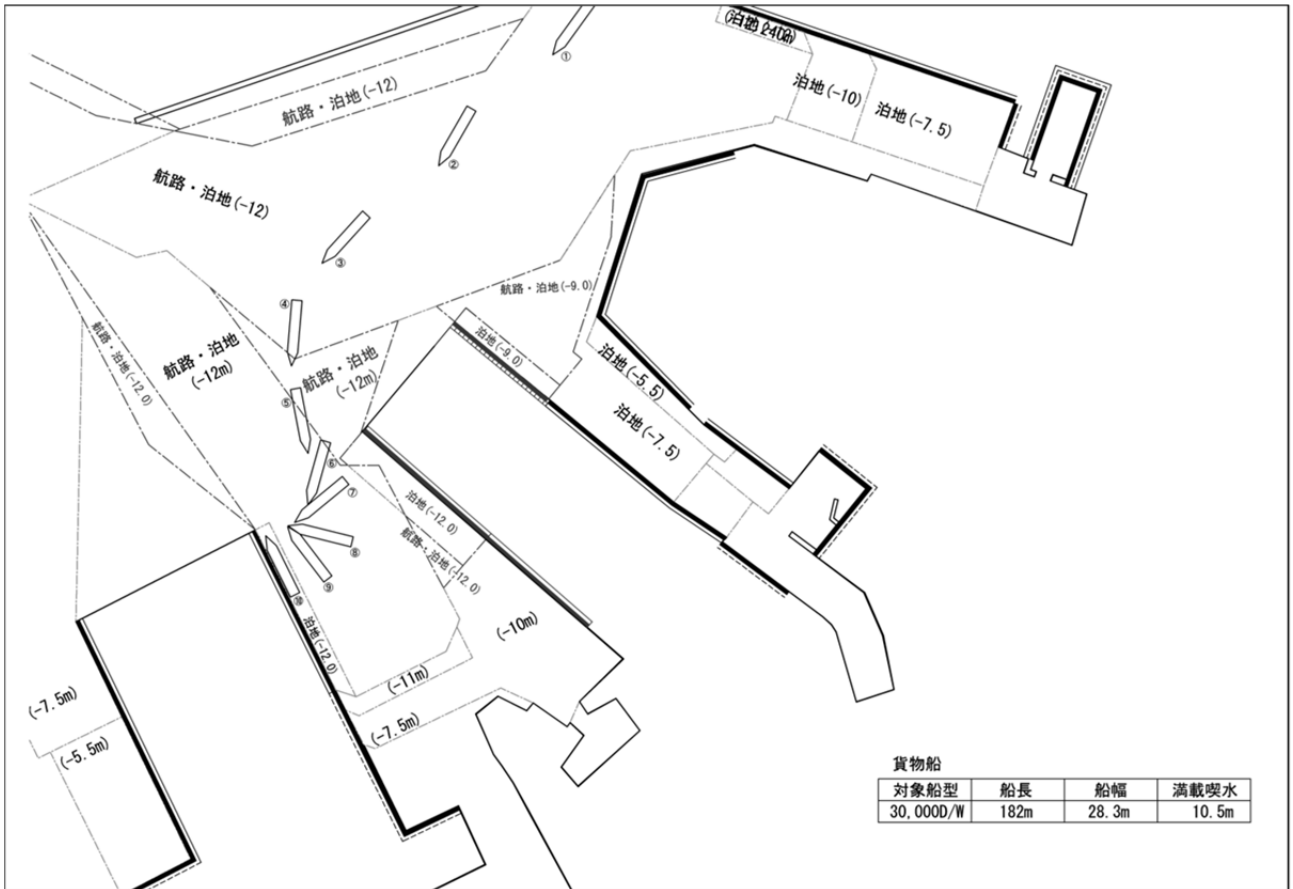 ①
航路・泊地(-12)
②
泊地(-10)
泊地(-7.5)
航路・泊地(-12)
③
④
航路・泊地(-9.0)
航路・泊地(-12.0)
航路・泊地
(-12m)
航路・泊地
(-12m)
泊地(-9.0)
泊地(-5.5)
泊地(-7.5)
⑤
⑥
①
泊地(-12.0)
航路・泊地(-12.0)
⑥
⑨
⑩
泊地(-12.0)
(-10m)
(-11m)
(-7.5m)
(-7.5m)
(-5.5m)
貨物船
対象船型 船長 船幅 満載喫水
30,000D/W 182m 28.3m 10.5m